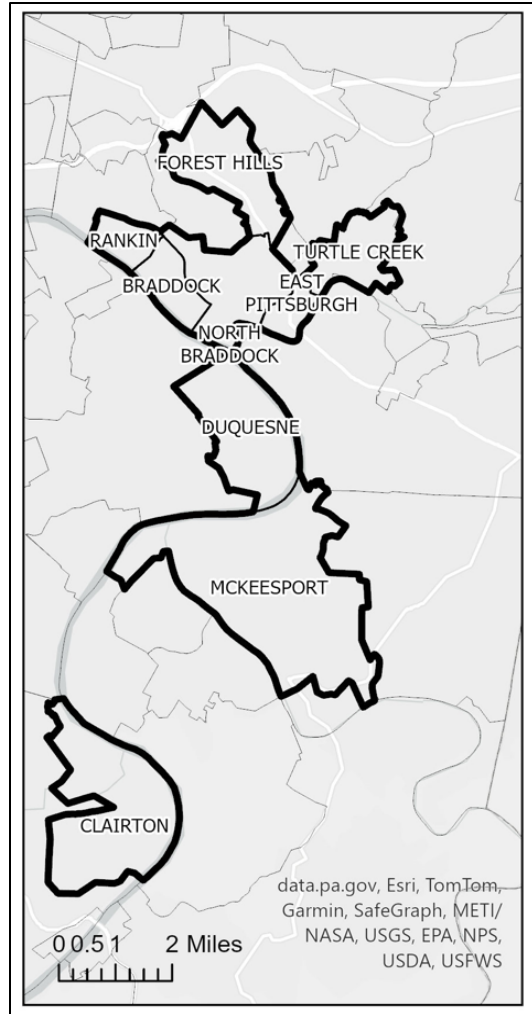 FOREST HILLS
RANKIN
TURTLE CREEK
BRADDOCK
EAST
PITTSBURGH
NORTH
BRADDOCK
DUQUESNE
MCKEESPORT
CLAIRTON
data.pa.gov, Esri, TomTom,
Garmin, SafeGraph, METI/
NASA, USGS, EPA, NPS,
USDA, USFWS
0 0.5 1 2 Miles